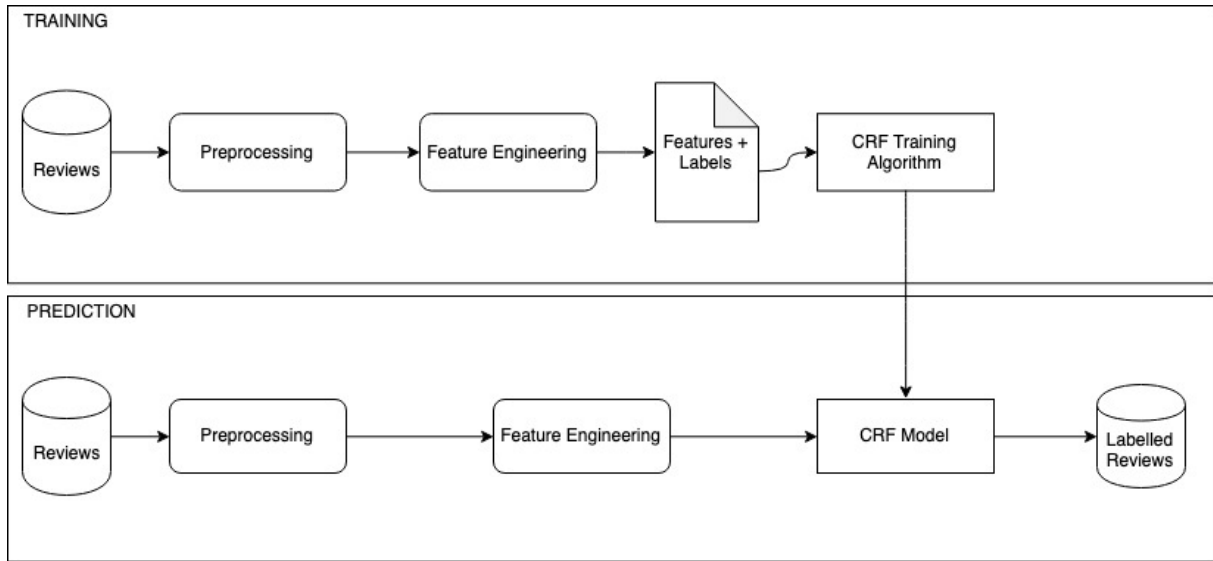 TRAINING
Reviews
Preprocessing
Feature Engineering
Features +
Labels
CRF Training
Algorithm
PREDICTION
Reviews
Preprocessing
Feature Engineering
CRF Model
Labelled
Reviews